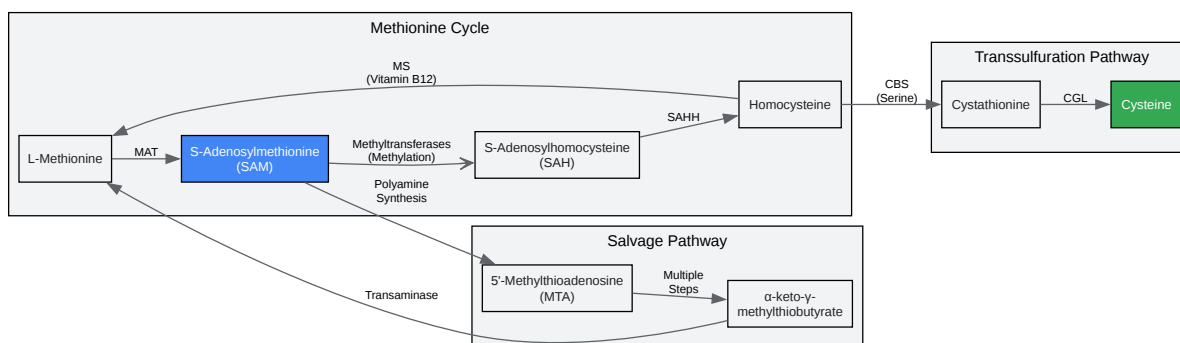 Methionine Cycle
MS
(Vitamin B12)
L-Methionine
MAT
S-Adenosylmethionine
(SAM)
Methyltransferases
(Methylation)
S-Adenosylhomocysteine
(SAH)
SAHH
Homocysteine
CBS
(Serine)
Transsulfuration Pathway
Cystathionine
CGL
Cysteine
Polyamine
Synthesis
Salvage Pathway
5'-Methylthioadenosine
(MTA)
Multiple
Steps
α-keto-γ-
methylthiobutyrate
Transaminase